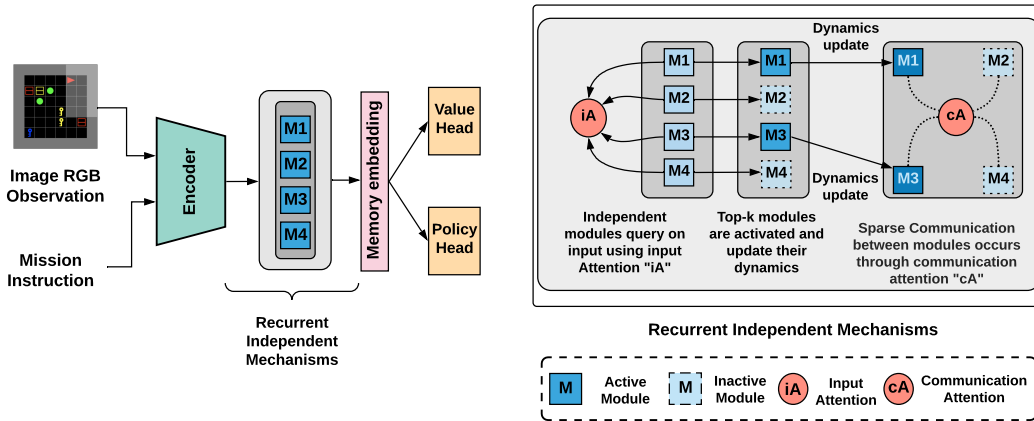 Image RGB
Observation
Mission
Instruction
Encoder
M1
M2
M3
M4
Memory embedding
Value
Head
Policy
Head
Recurrent
Independent
Mechanisms
iA
M1
M2
M3
M4
M1
M2
M3
M4
Dynamics
update
Dynamics
update
M1
M2
cA
M3
M4
Independent
modules query on
input using input
Attention "iA"
Top-k modules
are activated and
update their
dynamics
Sparse Communication
between modules occurs
through communication
attention "cA"
Recurrent Independent Mechanisms
M
Active
Module
M
Inactive
Module
iA
Input
Attention
cA
Communication
Attention